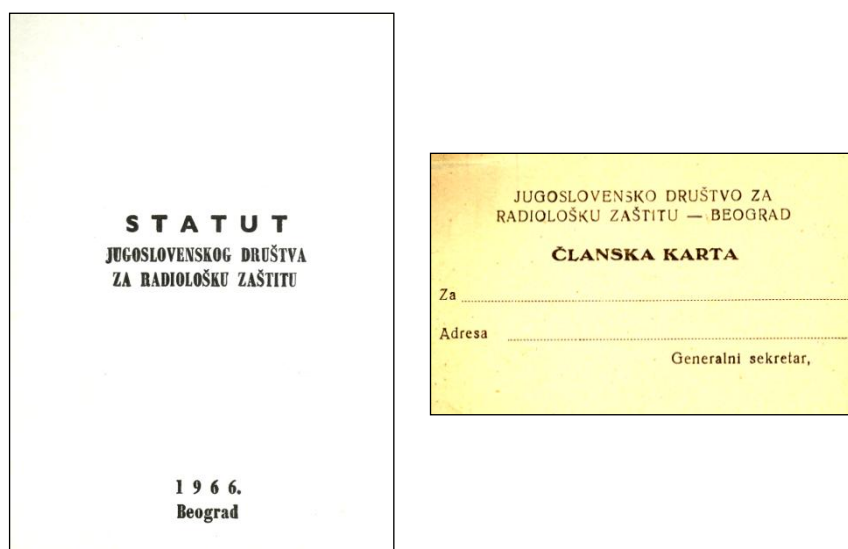 STATUT
JUGOSLOVENSKOG DRUŠTVA
ZA RADIOLOŠKU ZAŠTITU
1966.
Beograd
JUGOSLOVENSKO DRUŠTVO ZA
RADIOLOŠKU ZAŠTITU — BEOGRAD
ČLANSKA KARTA
Za
Adresa
Generalni sekretar,